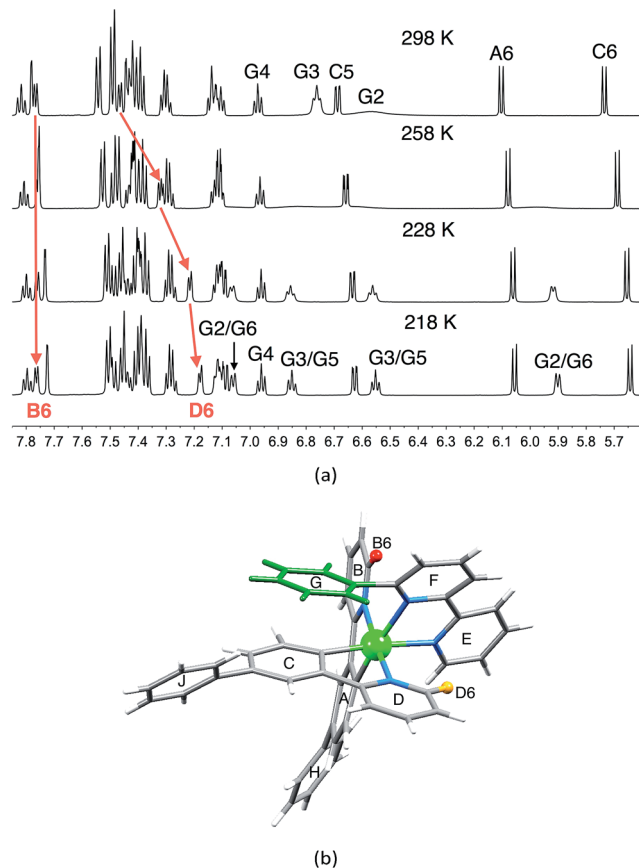 298 K
A6
C6
G4
G3
C5
G2
258 K
228 K
218 K
G2/G6
G4
G3/G5
G3/G5
G2/G6
B6
D6
7.8 7.7 7.6 7.5 7.4 7.3 7.2 7.1 7.0 6.9 6.8 6.7 6.6 6.5 6.4 6.3 6.2 6.1 6.0 5.9 5.8 5.7
(a)
B6
B
F
G
E
C
D6
J
A
D
H
(b)